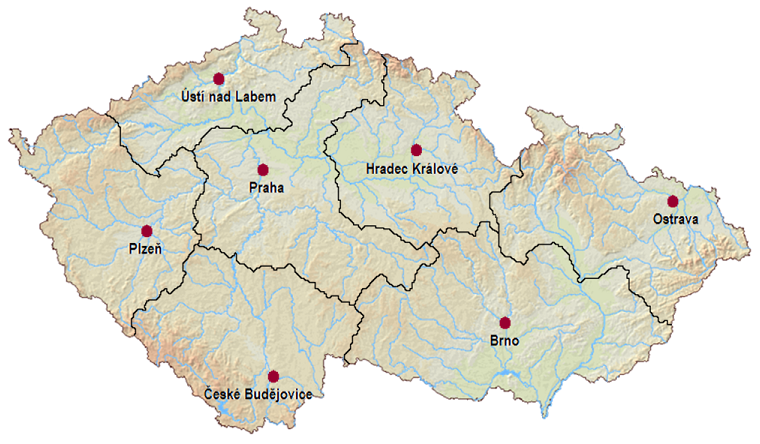 Ústí nad Labem
Hradec Králové
Praha
Ostrava
Plzeň
Brno
České Budějovice